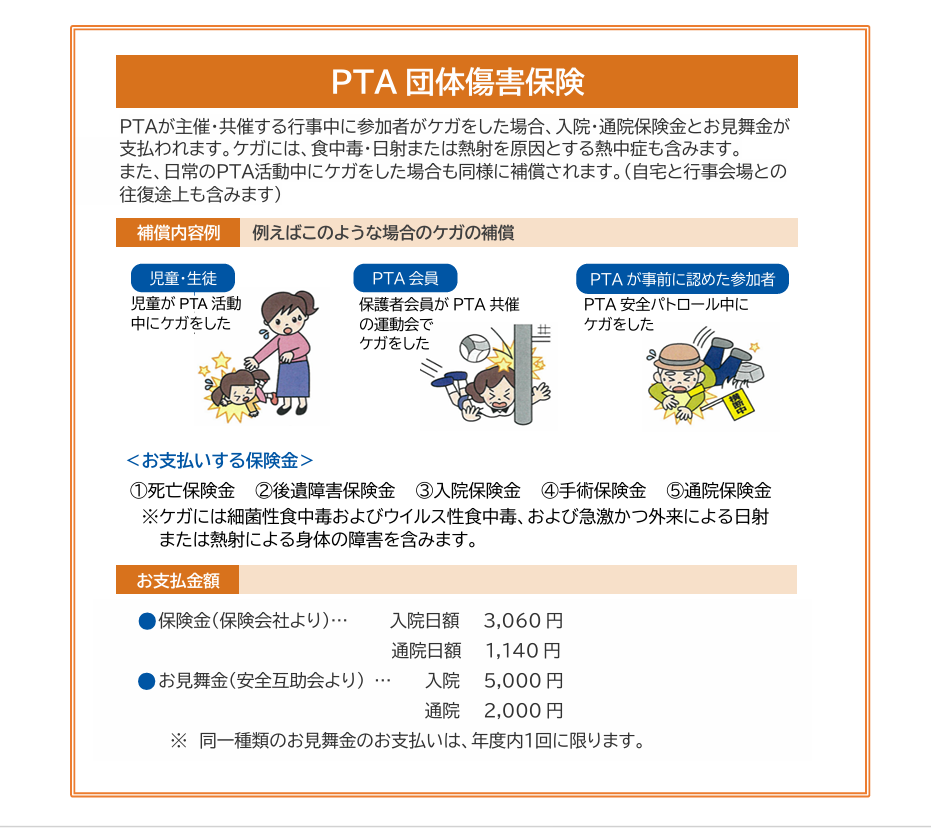 PTA 団体傷害保険
PTAが主催・共催する行事中に参加者がケガをした場合、入院・通院保険金とお見舞金が
支払われます。ケガには、食中毒・日射または熱射を原因とする熱中症も含みます。
また、日常のPTA活動中にケガをした場合も同様に補償されます。（自宅と行事会場との
往復途上も含みます）
補償内容例 例えばこのような場合のケガの補償
児童・生徒
児童が PTA 活動
中にケガをした
PTA 会員
保護者会員が PTA 共催
の運動会で
ケガをした
PTA が事前に認めた参加者
PTA 安全パトロール中に
ケガをした
横断中
＜お支払いする保険金＞
①死亡保険金 ②後遺障害保険金 ③入院保険金 ④手術保険金 ⑤通院保険金
※ケガには細菌性食中毒およびウイルス性食中毒、および急激かつ外来による日射
または熱射による身体の障害を含みます。
お支払金額
●保険金（保険会社より）… 入院日額 3,060 円
通院日額 1,140 円
●お見舞金（安全互助会より） … 入院 5,000 円
通院 2,000 円
※ 同一種類のお見舞金のお支払いは、年度内1回に限ります。